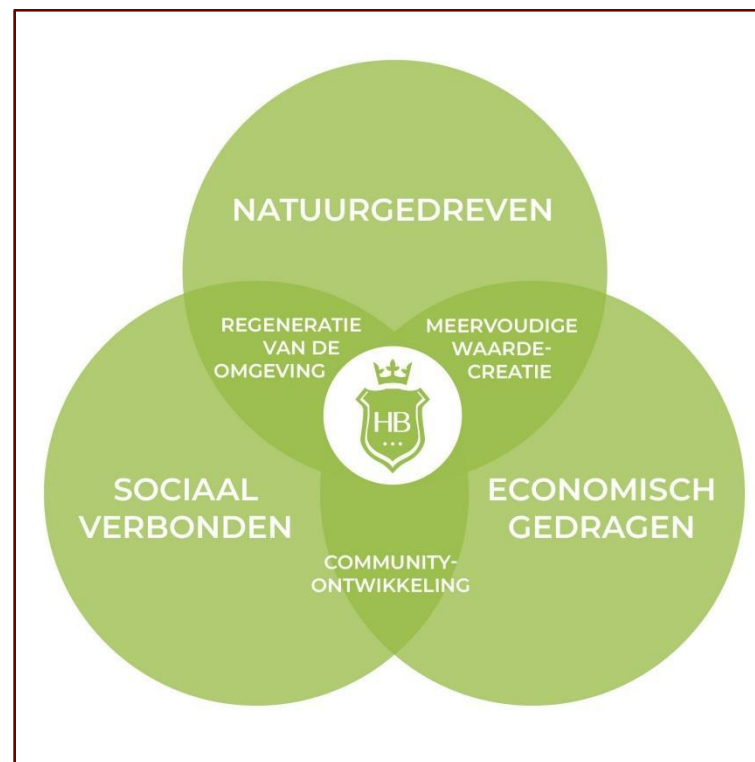 NATUURGEDREVEN
REGENERATIE
VAN DE
OMGEVING
MEERVOUDIGE
WAARDE-
CREATIE
HB
SOCIAAL
VERBONDEN
ECONOMISCH
GEDRAGEN
COMMUNITY-
ONTWIKKELING